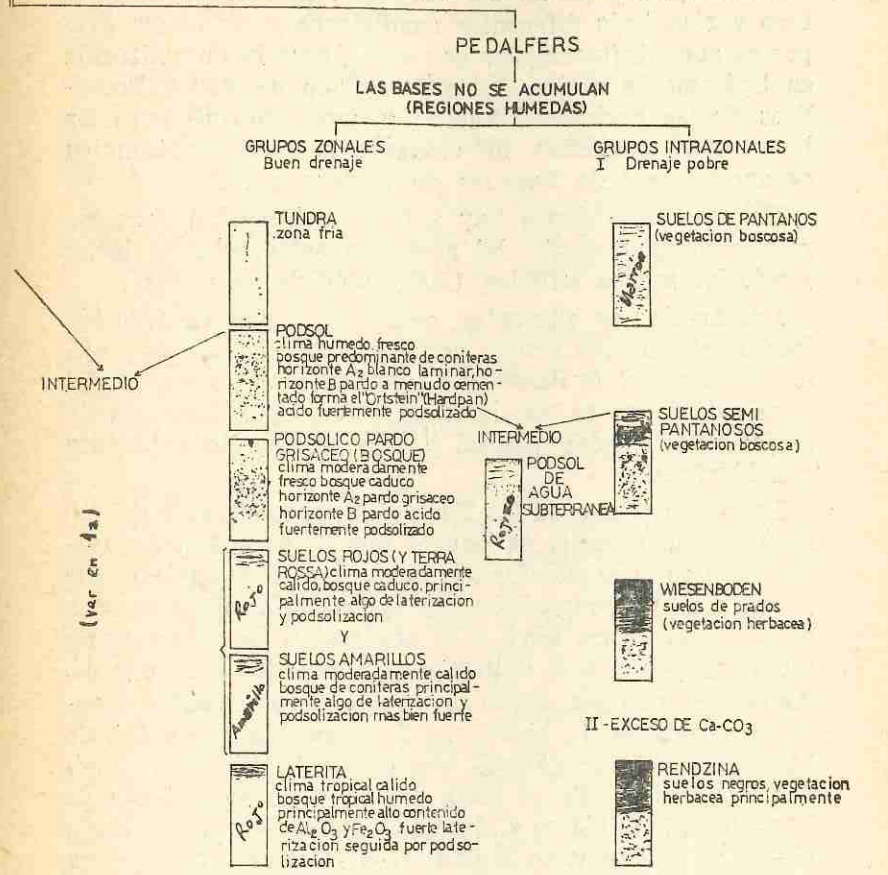 PEDALFERS
LAS BASES NO SE ACUMULAN
(REGIONES HUMEDAS)
GRUPOS ZONALES
Buen drenaje
GRUPOS INTRAZONALES
I Drenaje pobre
TUNDRA
zona fria
SUELOS DE PANTANOS
(vegetacion boscosa)
Marron
INTERMEDIO
PODSOL
clima humedo, fresco
bosque predominante de coniferas
horizonte A2 blanco laminar, ho-
rizonte B pardo a menudo cemen-
tado forma el "Ortstein" (Hardpan)
acido fuertemente podsolizado
INTERMEDIO
PODSOL
DE
AGUA
SUBTERRANEA
Rojizo
SUELOS SEMI
PANTANOSOS
(vegetacion boscosa)
PODSOLICO PARDO
GRISACEO (BOSQUE)
clima moderadamente
fresco bosque caduco
horizonte A2 pardo grisaceo
horizonte B pardo acido
fuertemente podsolizado
(var en 12)
SUELOS ROJOS (Y TERRA
ROSSA) clima moderadamente
calido, bosque caduco, princi-
palmente algo de laterizacion
y podsolizacion
Rojo
Y
SUELOS AMARILLOS
clima moderadamente calido
bosque de coniferas principal-
mente algo de laterizacion y
podsolizacion mas bien fuerte
Amarillo
WIESENBODEN
suelos de prados
(vegetacion herbacea)
II - EXCESO DE Ca-CO3
LATERITA
clima tropical calido
bosque tropical humedo
principalmente alto contenido
de Al2O3 y Fe2O3 fuerte late-
rizacion seguida por podso-
lizacion
Rojo
RENDZINA
suelos negros, vegetacion
herbacea principalmente